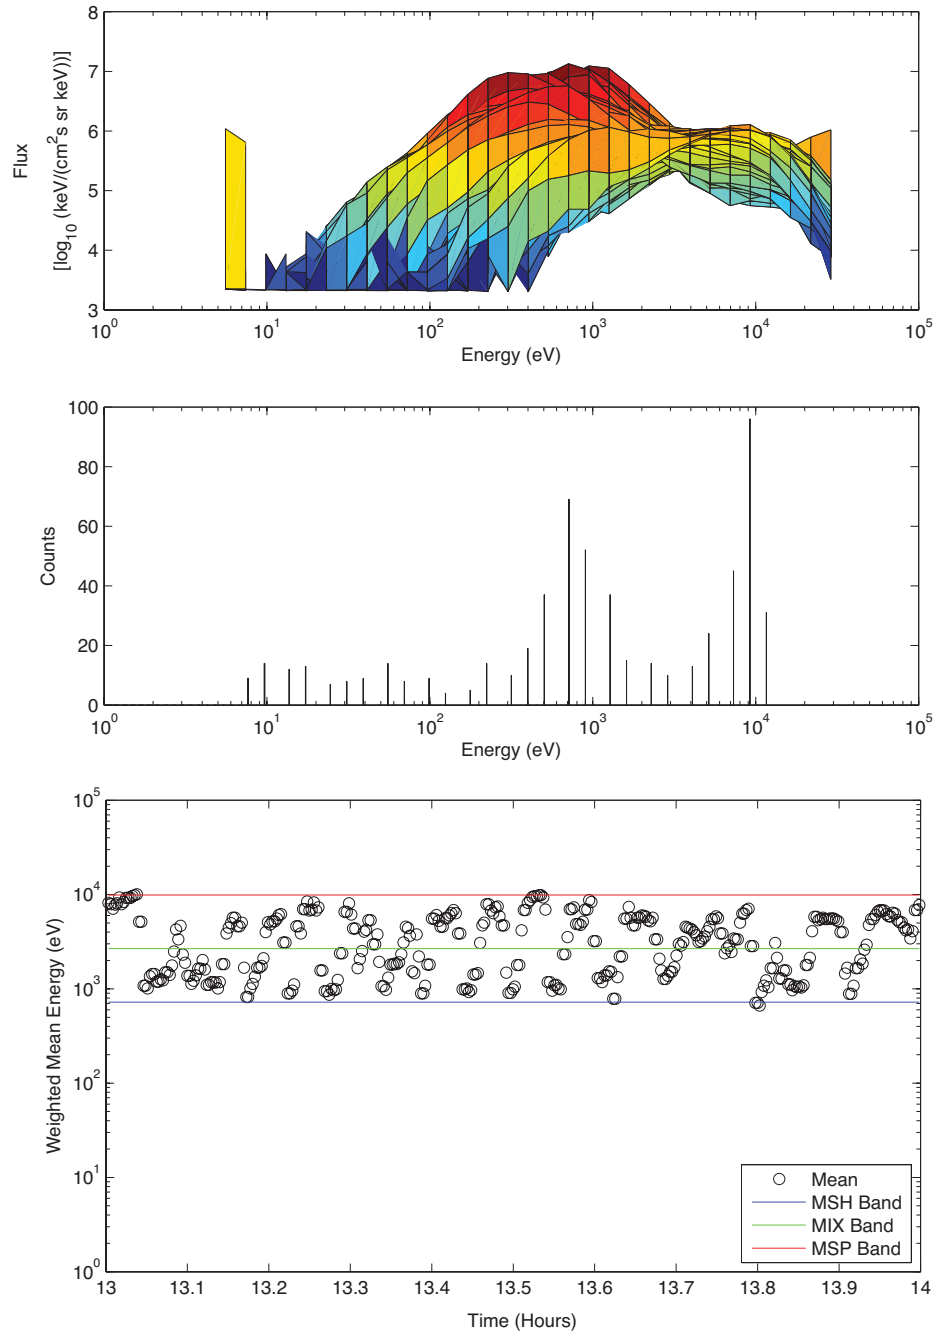 8
7
6
5
4
3
Flux
[log10 (keV/(cm2s sr keV))]
10^0 10^1 10^2 10^3 10^4 10^5
Energy (eV)
100
80
60
40
20
0
Counts
10^0 10^1 10^2 10^3 10^4 10^5
Energy (eV)
10^5
10^4
10^3
10^2
10^1
10^0
Weighted Mean Energy (eV)
Mean
MSH Band
MIX Band
MSP Band
13 13.1 13.2 13.3 13.4 13.5 13.6 13.7 13.8 13.9 14
Time (Hours)